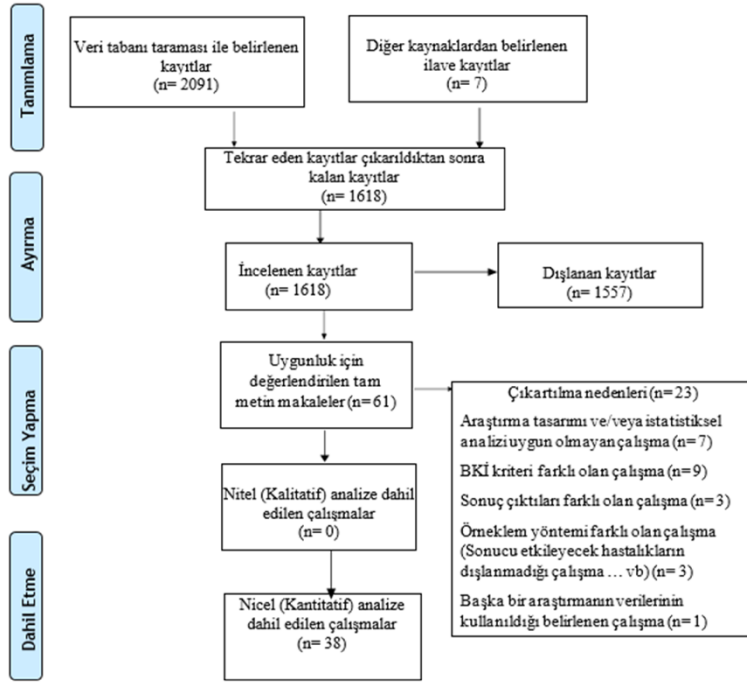 Tanımlama
Veri tabanı taraması ile belirlenen
kayıtlar
(n= 2091)
Diğer kaynaklardan belirlenen
ilave kayıtlar
(n= 7)
Tekrar eden kayıtlar çıkarıldıktan sonra
kalan kayıtlar
(n= 1618)
Ayırma
İncelenen kayıtlar
(n= 1618)
Dışlanan kayıtlar
(n= 1557)
Seçim Yapma
Uygunluk için
değerlendirilen tam
metin makaleler (n=61)
Çıkartılma nedenleri (n=23)
Araştırma tasarımı ve/veya istatistiksel
analizi uygun olmayan çalışma (n=7)
BKİ kriteri farklı olan çalışma (n=9)
Sonuç çıktıları farklı olan çalışma (n=3)
Örneklem yöntemi farklı olan çalışma
(Sonucu etkileyecek hastalıkların
dışlanmadığı çalışma ... vb) (n= 3)
Başka bir araştırmanın verilerinin
kullanıldığı belirlenen çalışma (n=1)
Nitel (Kalitatif) analize dahil
edilen çalışmalar
(n= 0)
Dahil Etme
Nicel (Kantitatif) analize
dahil edilen çalışmalar
(n= 38)